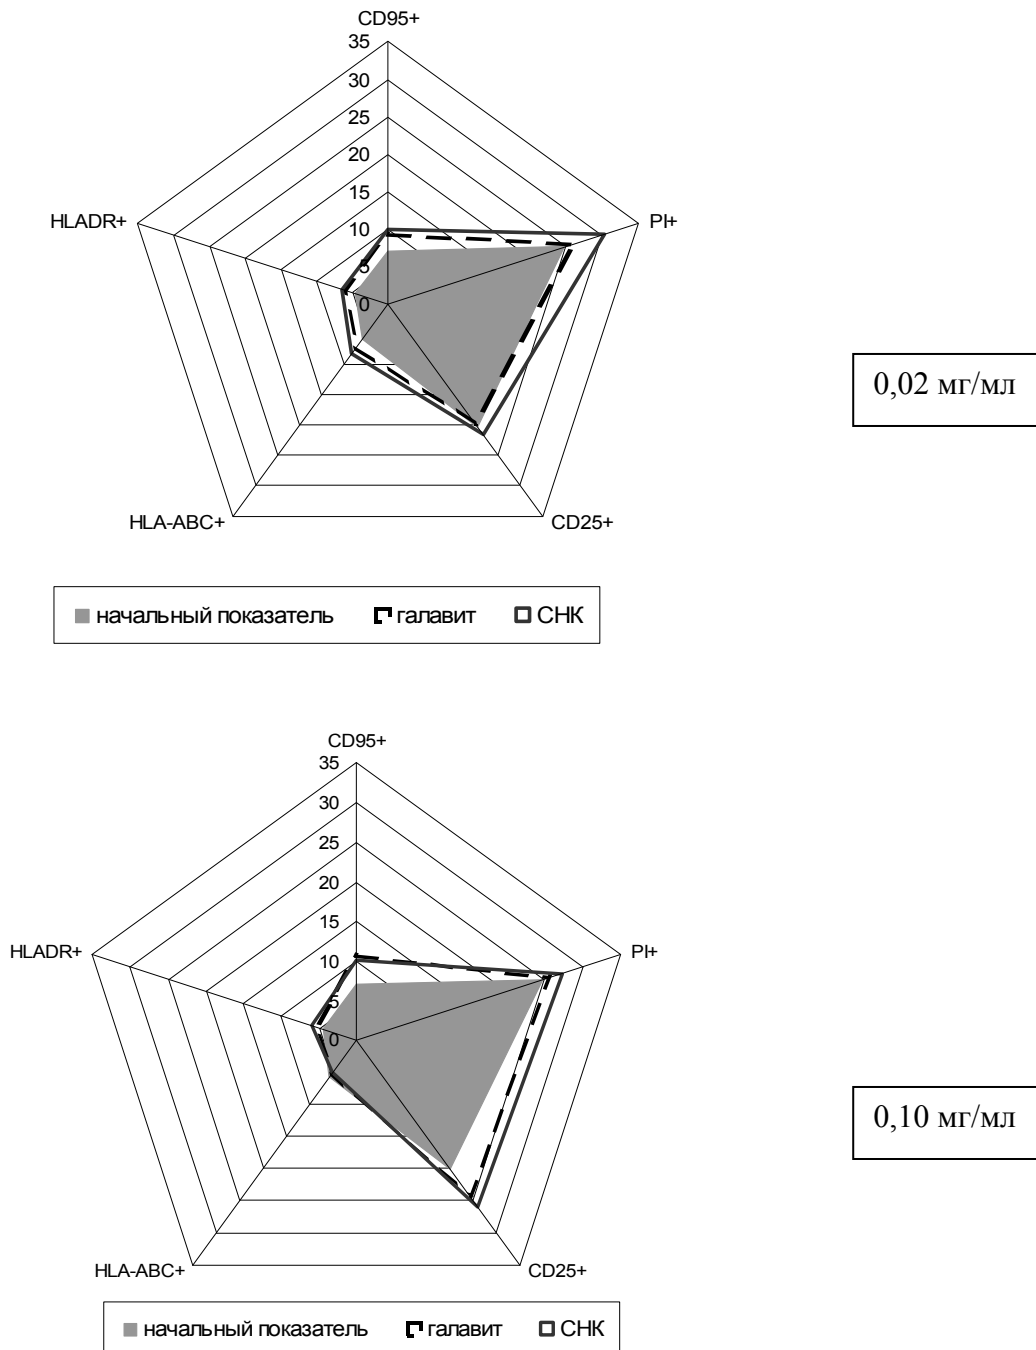 CD95+
35
30
25
20
15
10
5
0
HLADR+
PI+
HLA-ABC+
CD25+
0,02 мг/мл
начальный показатель галавит СНК
CD95+
35
30
25
20
15
10
5
0
HLADR+
PI+
HLA-ABC+
CD25+
0,10 мг/мл
начальный показатель галавит СНК